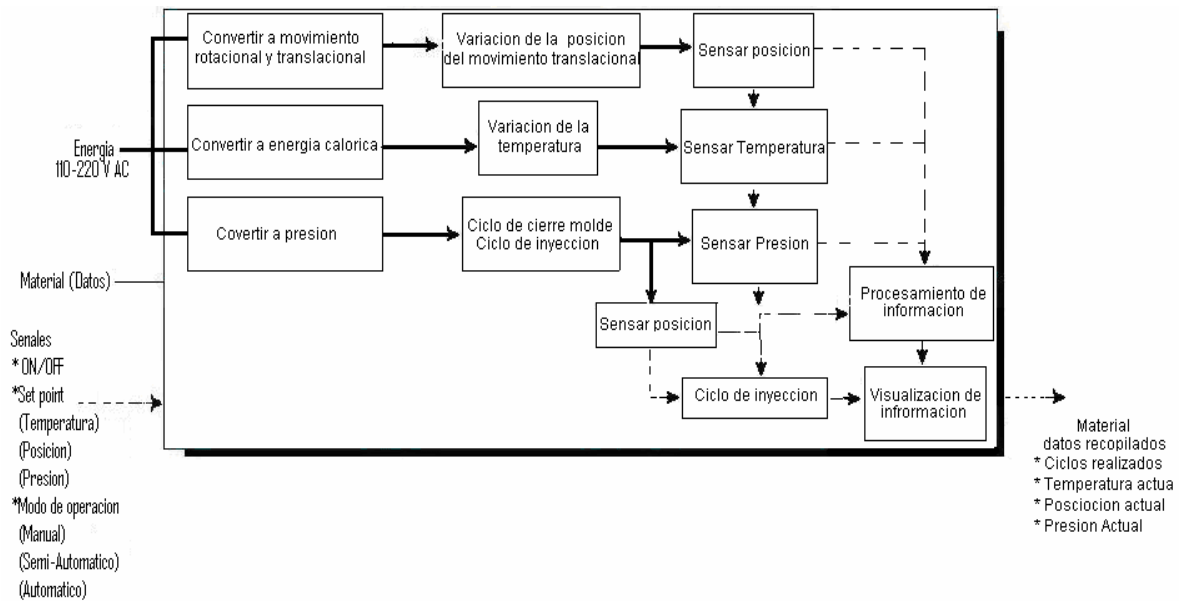 Convertir a movimiento
rotacional y translacional
Variacion de la posicion
del movimiento translacional
Sensar posicion
Energia
110-220 V AC
Convertir a energia calorica
Variacion de la
temperatura
Sensar Temperatura
Covertir a presion
Ciclo de cierre molde
Ciclo de inyeccion
Sensar Presion
Material (Datos)
Procesamiento de
informacion
Sensar posicion
Senales
* ON/OFF
*Set point
(Temperatura)
(Posicion)
(Presion)
*Modo de operacion
(Manual)
(Semi-Automatico)
(Automatico)
Ciclo de inyeccion
Visualizacion de
infromacion
Material
datos recopilados
* Ciclos realizados
* Temperatura actua
* Posciocion actual
* Presion Actual